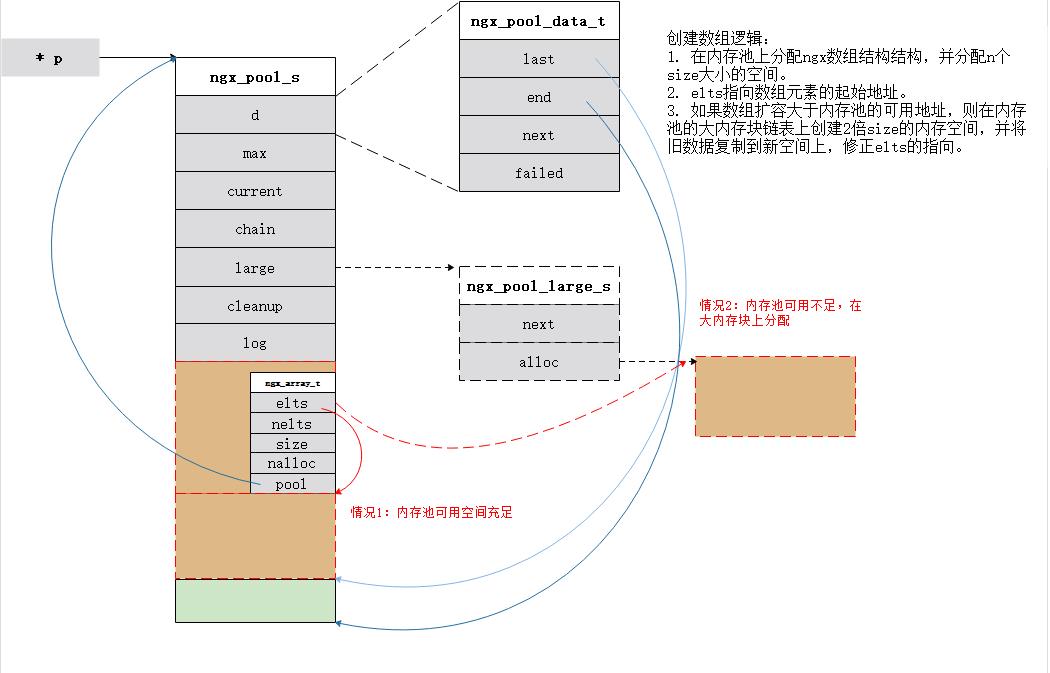 * p
ngx_pool_s
d
max
current
chain
large
cleanup
log
ngx_array_t
elts
nelts
size
nalloc
pool
ngx_pool_data_t
last
end
next
failed
ngx_pool_large_s
next
alloc
创建数组逻辑:
1. 在内存池上分配ngx数组结构结构，并分配n个
size大小的空间。
2. elts指向数组元素的起始地址。
3. 如果数组扩容大于内存池的可用地址，则在内存
池的大内存块链表上创建2倍size的内存空间，并将
旧数据复制到新空间上，修正elts的指向。
情况2: 内存池可用不足，在
大内存块上分配
情况1: 内存池可用空间充足